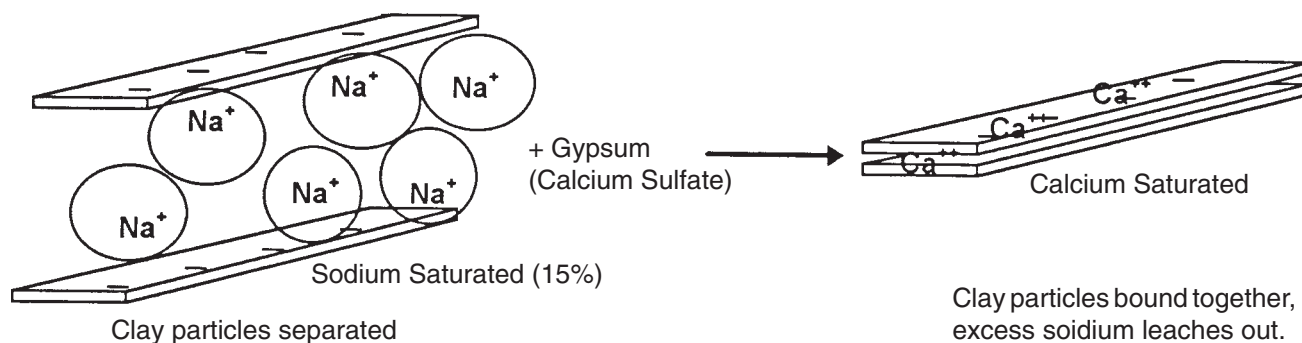 Na⁺
Na⁺
Na⁺
Na⁺
Na⁺
Na⁺
Na⁺
Sodium Saturated (15%)
Clay particles separated
+ Gypsum
(Calcium Sulfate)
Ca⁺⁺
Ca⁺⁺
Ca⁺⁺
Calcium Saturated
Clay particles bound together,
excess soidium leaches out.